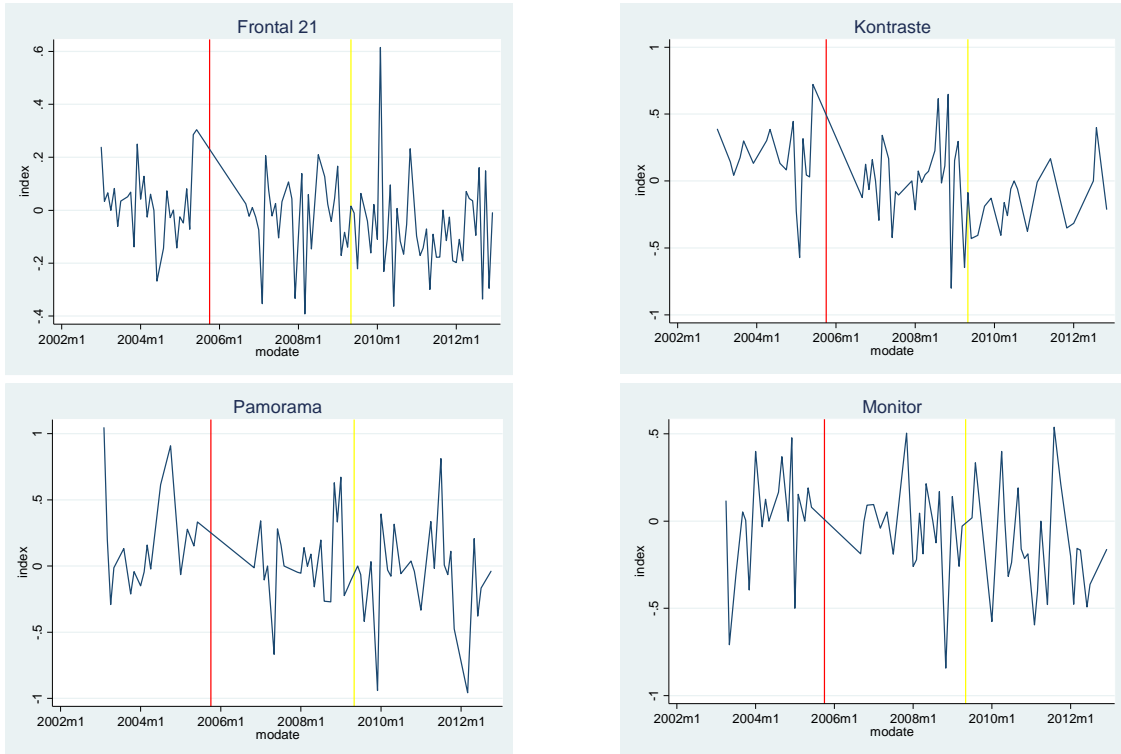 Frontal 21
.6
.4
.2
0
-.2
-.4
index
2002m1 2004m1 2006m1 2008m1 2010m1 2012m1
modate
Kontraste
1
.5
0
-.5
-1
index
2002m1 2004m1 2006m1 2008m1 2010m1 2012m1
modate
Pamorama
1
.5
0
-.5
-1
index
2002m1 2004m1 2006m1 2008m1 2010m1 2012m1
modate
Monitor
.5
0
-.5
-1
index
2002m1 2004m1 2006m1 2008m1 2010m1 2012m1
modate